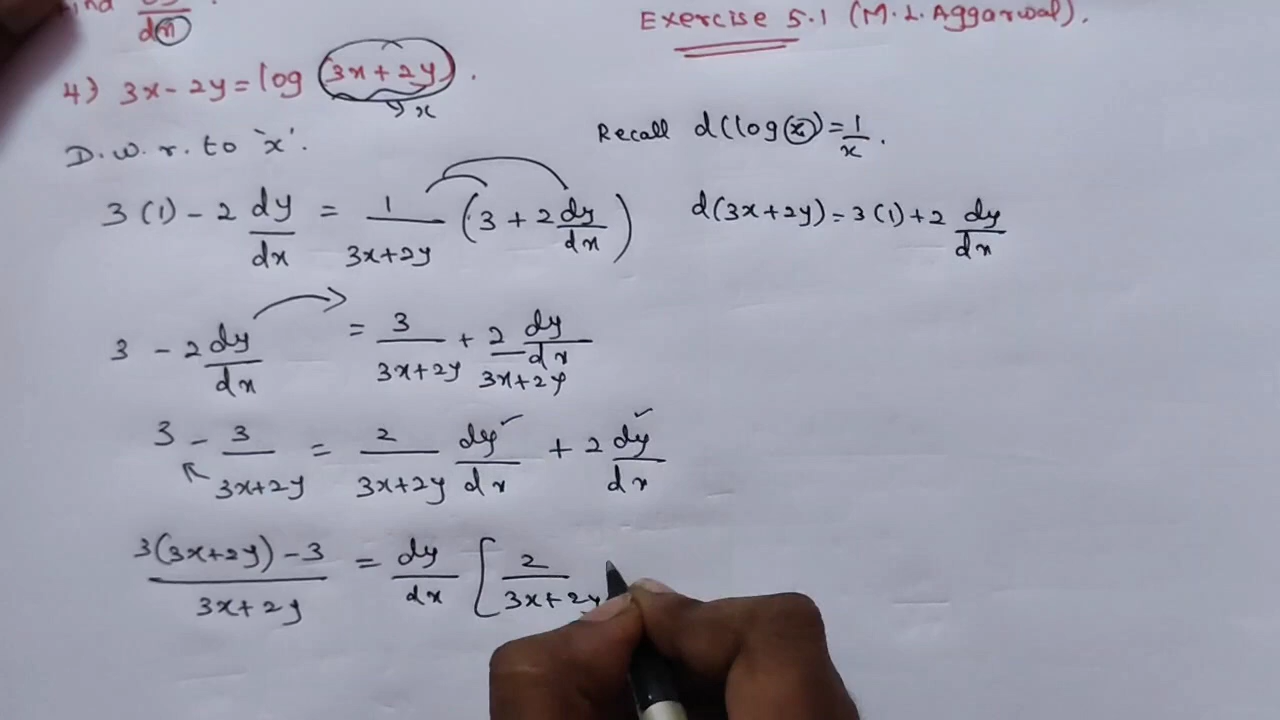 Find dy/dx.
Exercise 5.1 (M.L.Aggarwal).
4) 3x - 2y = log (3x + 2y).
x
D.w.r.to 'x'.
Recall d(log(x)) = 1/x.
3(1) - 2 dy/dx = 1/(3x+2y) (3 + 2 dy/dx)
d(3x+2y) = 3(1) + 2 dy/dx
3 - 2 dy/dx = 3/(3x+2y) + 2/(3x+2y) dy/dx
3 - 3/(3x+2y) = 2/(3x+2y) dy/dx + 2 dy/dx
(3(3x+2y) - 3)/(3x+2y) = dy/dx [2/(3x+2y)